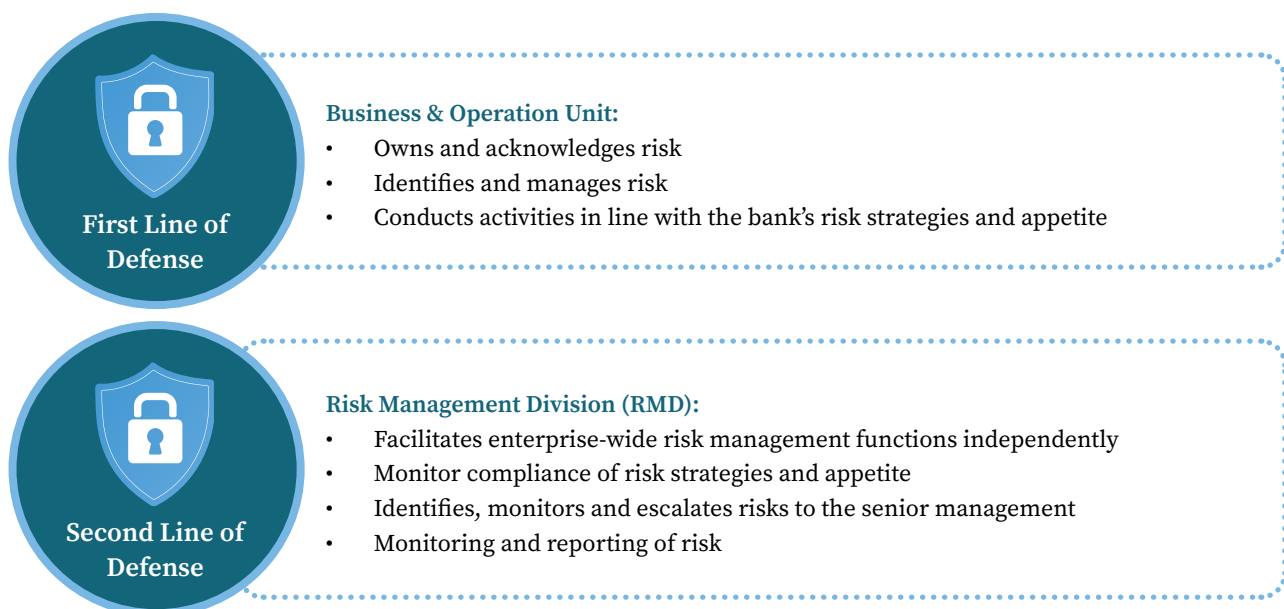 First Line of
Defense
Business & Operation Unit:
• Owns and acknowledges risk
• Identifies and manages risk
• Conducts activities in line with the bank’s risk strategies and appetite
Second Line of
Defense
Risk Management Division (RMD):
• Facilitates enterprise-wide risk management functions independently
• Monitor compliance of risk strategies and appetite
• Identifies, monitors and escalates risks to the senior management
• Monitoring and reporting of risk